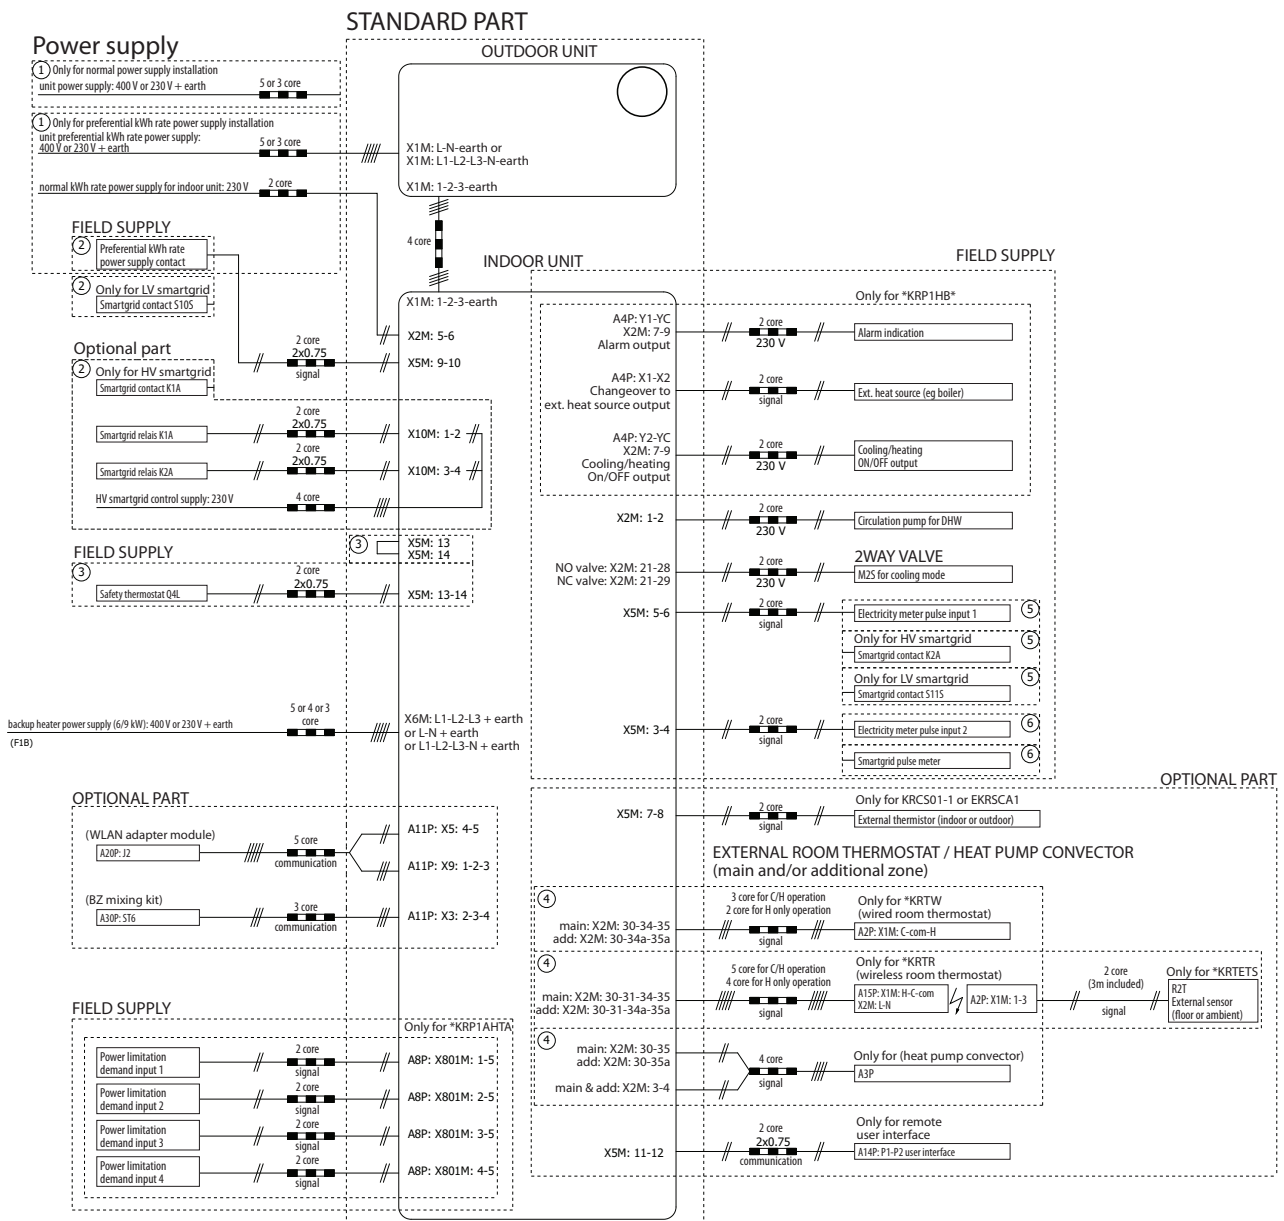 STANDARD PART
Power supply
① Only for normal power supply installation
unit power supply: 400 V or 230 V + earth
5 or 3 core
① Only for preferential kWh rate power supply installation
unit preferential kWh rate power supply:
400 V or 230 V + earth
5 or 3 core
normal kWh rate power supply for indoor unit: 230 V
2 core
FIELD SUPPLY
②
Preferential kWh rate
power supply contact
② Only for LV smartgrid
Smartgrid contact S10S
2 core
2x0.75
signal
Optional part
② Only for HV smartgrid
Smartgrid contact K1A
Smartgrid relais K1A
2 core
2x0.75
Smartgrid relais K2A
2 core
2x0.75
HV smartgrid control supply: 230 V
4 core
FIELD SUPPLY
③
Safety thermostat Q4L
2 core
2x0.75
backup heater power supply (6/9 kW): 400 V or 230 V + earth
(F1B)
5 or 4 or 3
core
OPTIONAL PART
(WLAN adapter module)
A20P: J2
5 core
communication
(BZ mixing kit)
A30P: ST6
3 core
communication
FIELD SUPPLY
Only for *KRP1AHTA
Power limitation
demand input 1
2 core
signal
Power limitation
demand input 2
2 core
signal
Power limitation
demand input 3
2 core
signal
Power limitation
demand input 4
2 core
signal
OUTDOOR UNIT
X1M: L-N-earth or
X1M: L1-L2-L3-N-earth
X1M: 1-2-3-earth
4 core
INDOOR UNIT
X1M: 1-2-3-earth
X2M: 5-6
X5M: 9-10
X10M: 1-2
X10M: 3-4
③
X5M: 13
X5M: 14
X5M: 13-14
X6M: L1-L2-L3 + earth
or L-N + earth
or L1-L2-L3-N + earth
A11P: X5: 4-5
A11P: X9: 1-2-3
A11P: X3: 2-3-4
A8P: X801M: 1-5
A8P: X801M: 2-5
A8P: X801M: 3-5
A8P: X801M: 4-5
FIELD SUPPLY
Only for *KRP1HB*
A4P: Y1-YC
X2M: 7-9
Alarm output
2 core
230 V
Alarm indication
A4P: X1-X2
Changeover to
ext. heat source output
2 core
signal
Ext. heat source (eg boiler)
A4P: Y2-YC
X2M: 7-9
Cooling/heating
On/OFF output
2 core
230 V
Cooling/heating
ON/OFF output
X2M: 1-2
2 core
230 V
Circulation pump for DHW
NO valve: X2M: 21-28
NC valve: X2M: 21-29
2 core
230 V
2WAY VALVE
M2S for cooling mode
X5M: 5-6
2 core
signal
Electricity meter pulse input 1
⑤
Only for HV smartgrid
Smartgrid contact K2A
⑤
Only for LV smartgrid
Smartgrid contact S11S
⑤
X5M: 3-4
2 core
signal
Electricity meter pulse input 2
⑥
Smartgrid pulse meter
⑥
OPTIONAL PART
X5M: 7-8
2 core
signal
Only for KRCS01-1 or EKRSCA1
External thermistor (indoor or outdoor)
EXTERNAL ROOM THERMOSTAT / HEAT PUMP CONVECTOR
(main and/or additional zone)
④
main: X2M: 30-34-35
add: X2M: 30-34a-35a
3 core for C/H operation
2 core for H only operation
signal
Only for *KRTW
(wired room thermostat)
A2P: X1M: C-com-H
④
main: X2M: 30-31-34-35
add: X2M: 30-31-34a-35a
5 core for C/H operation
4 core for H only operation
signal
Only for *KRTR
(wireless room thermostat)
A15P: X1M: H-C-com
X2M: L-N
A2P: X1M: 1-3
2 core
(3m included)
signal
Only for *KRTETS
R2T
External sensor
(floor or ambient)
④
main: X2M: 30-35
add: X2M: 30-35a
main & add: X2M: 3-4
4 core
signal
Only for (heat pump convector)
A3P
X5M: 11-12
2 core
2x0.75
communication
Only for remote
user interface
A14P: P1-P2 user interface